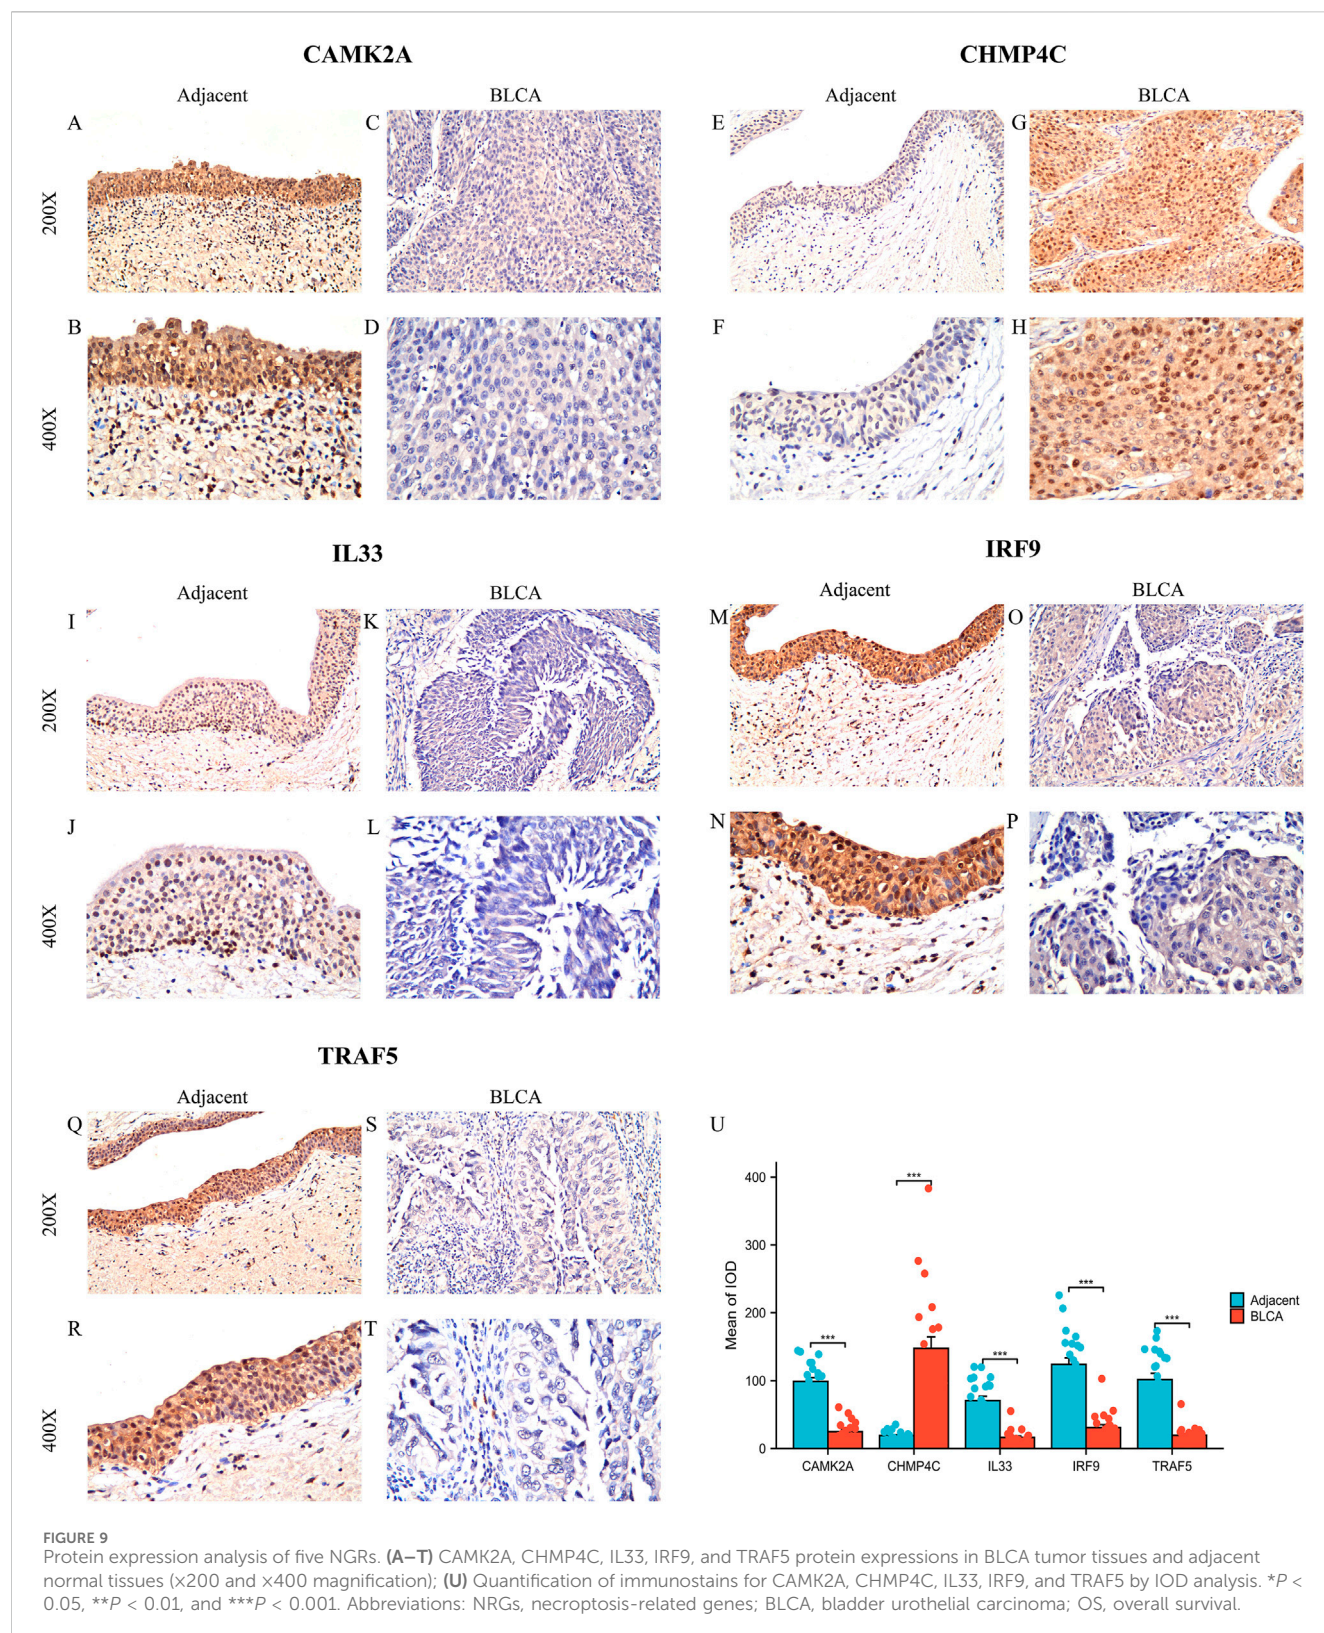 CAMK2A
Adjacent
BLCA
A
C
200X
B
D
400X
CHMP4C
Adjacent
BLCA
E
G
F
H
IL33
Adjacent
BLCA
I
K
200X
J
L
400X
IRF9
Adjacent
BLCA
M
O
N
P
TRAF5
Adjacent
BLCA
Q
S
200X
R
T
400X
U
400
300
200
100
0
Mean of IOD
***
***
***
***
***
CAMK2A
CHMP4C
IL33
IRF9
TRAF5
Adjacent
BLCA
FIGURE 9
Protein expression analysis of five NGRs. (A–T) CAMK2A, CHMP4C, IL33, IRF9, and TRAF5 protein expressions in BLCA tumor tissues and adjacent
normal tissues (×200 and ×400 magnification); (U) Quantification of immunostains for CAMK2A, CHMP4C, IL33, IRF9, and TRAF5 by IOD analysis. *P <
0.05, **P < 0.01, and ***P < 0.001. Abbreviations: NRGs, necroptosis-related genes; BLCA, bladder urothelial carcinoma; OS, overall survival.